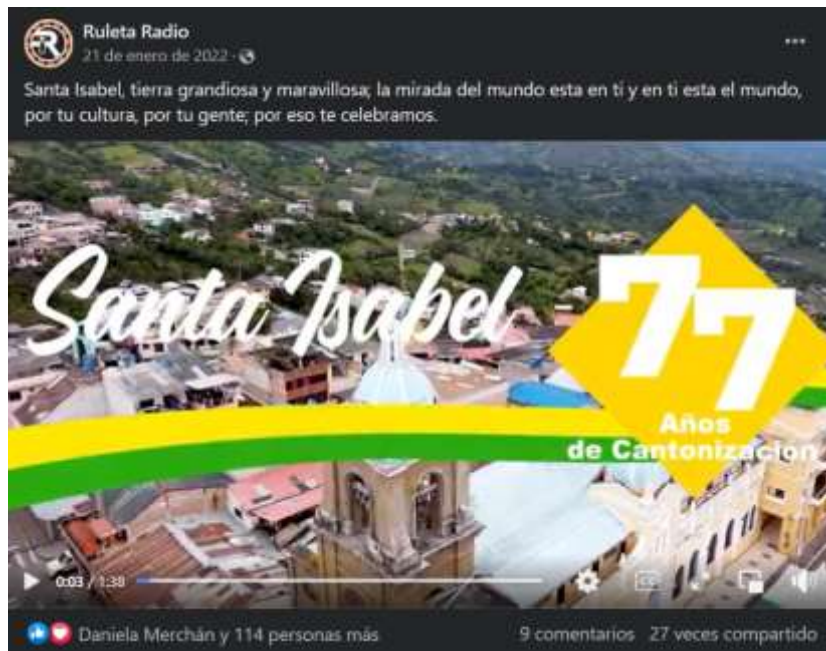 Ruleta Radio
21 de enero de 2022 ·
Santa Isabel, tierra grandiosa y maravillosa; la mirada del mundo esta en tí y en ti esta el mundo,
por tu cultura, por tu gente; por eso te celebramos.
Santa Isabel
77
Años
de Cantonización
0:03 / 1:38
CC
Daniela Merchán y 114 personas más
9 comentarios 27 veces compartido